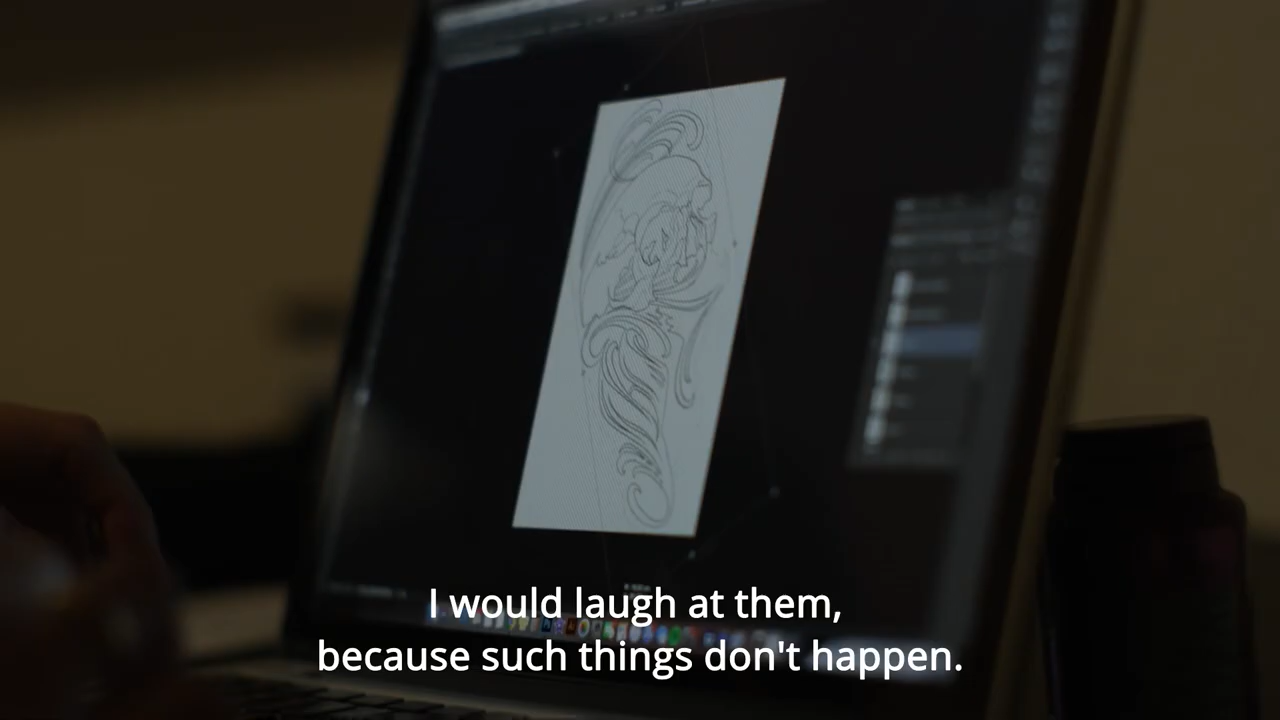 I would laugh at them,
because such things don't happen.